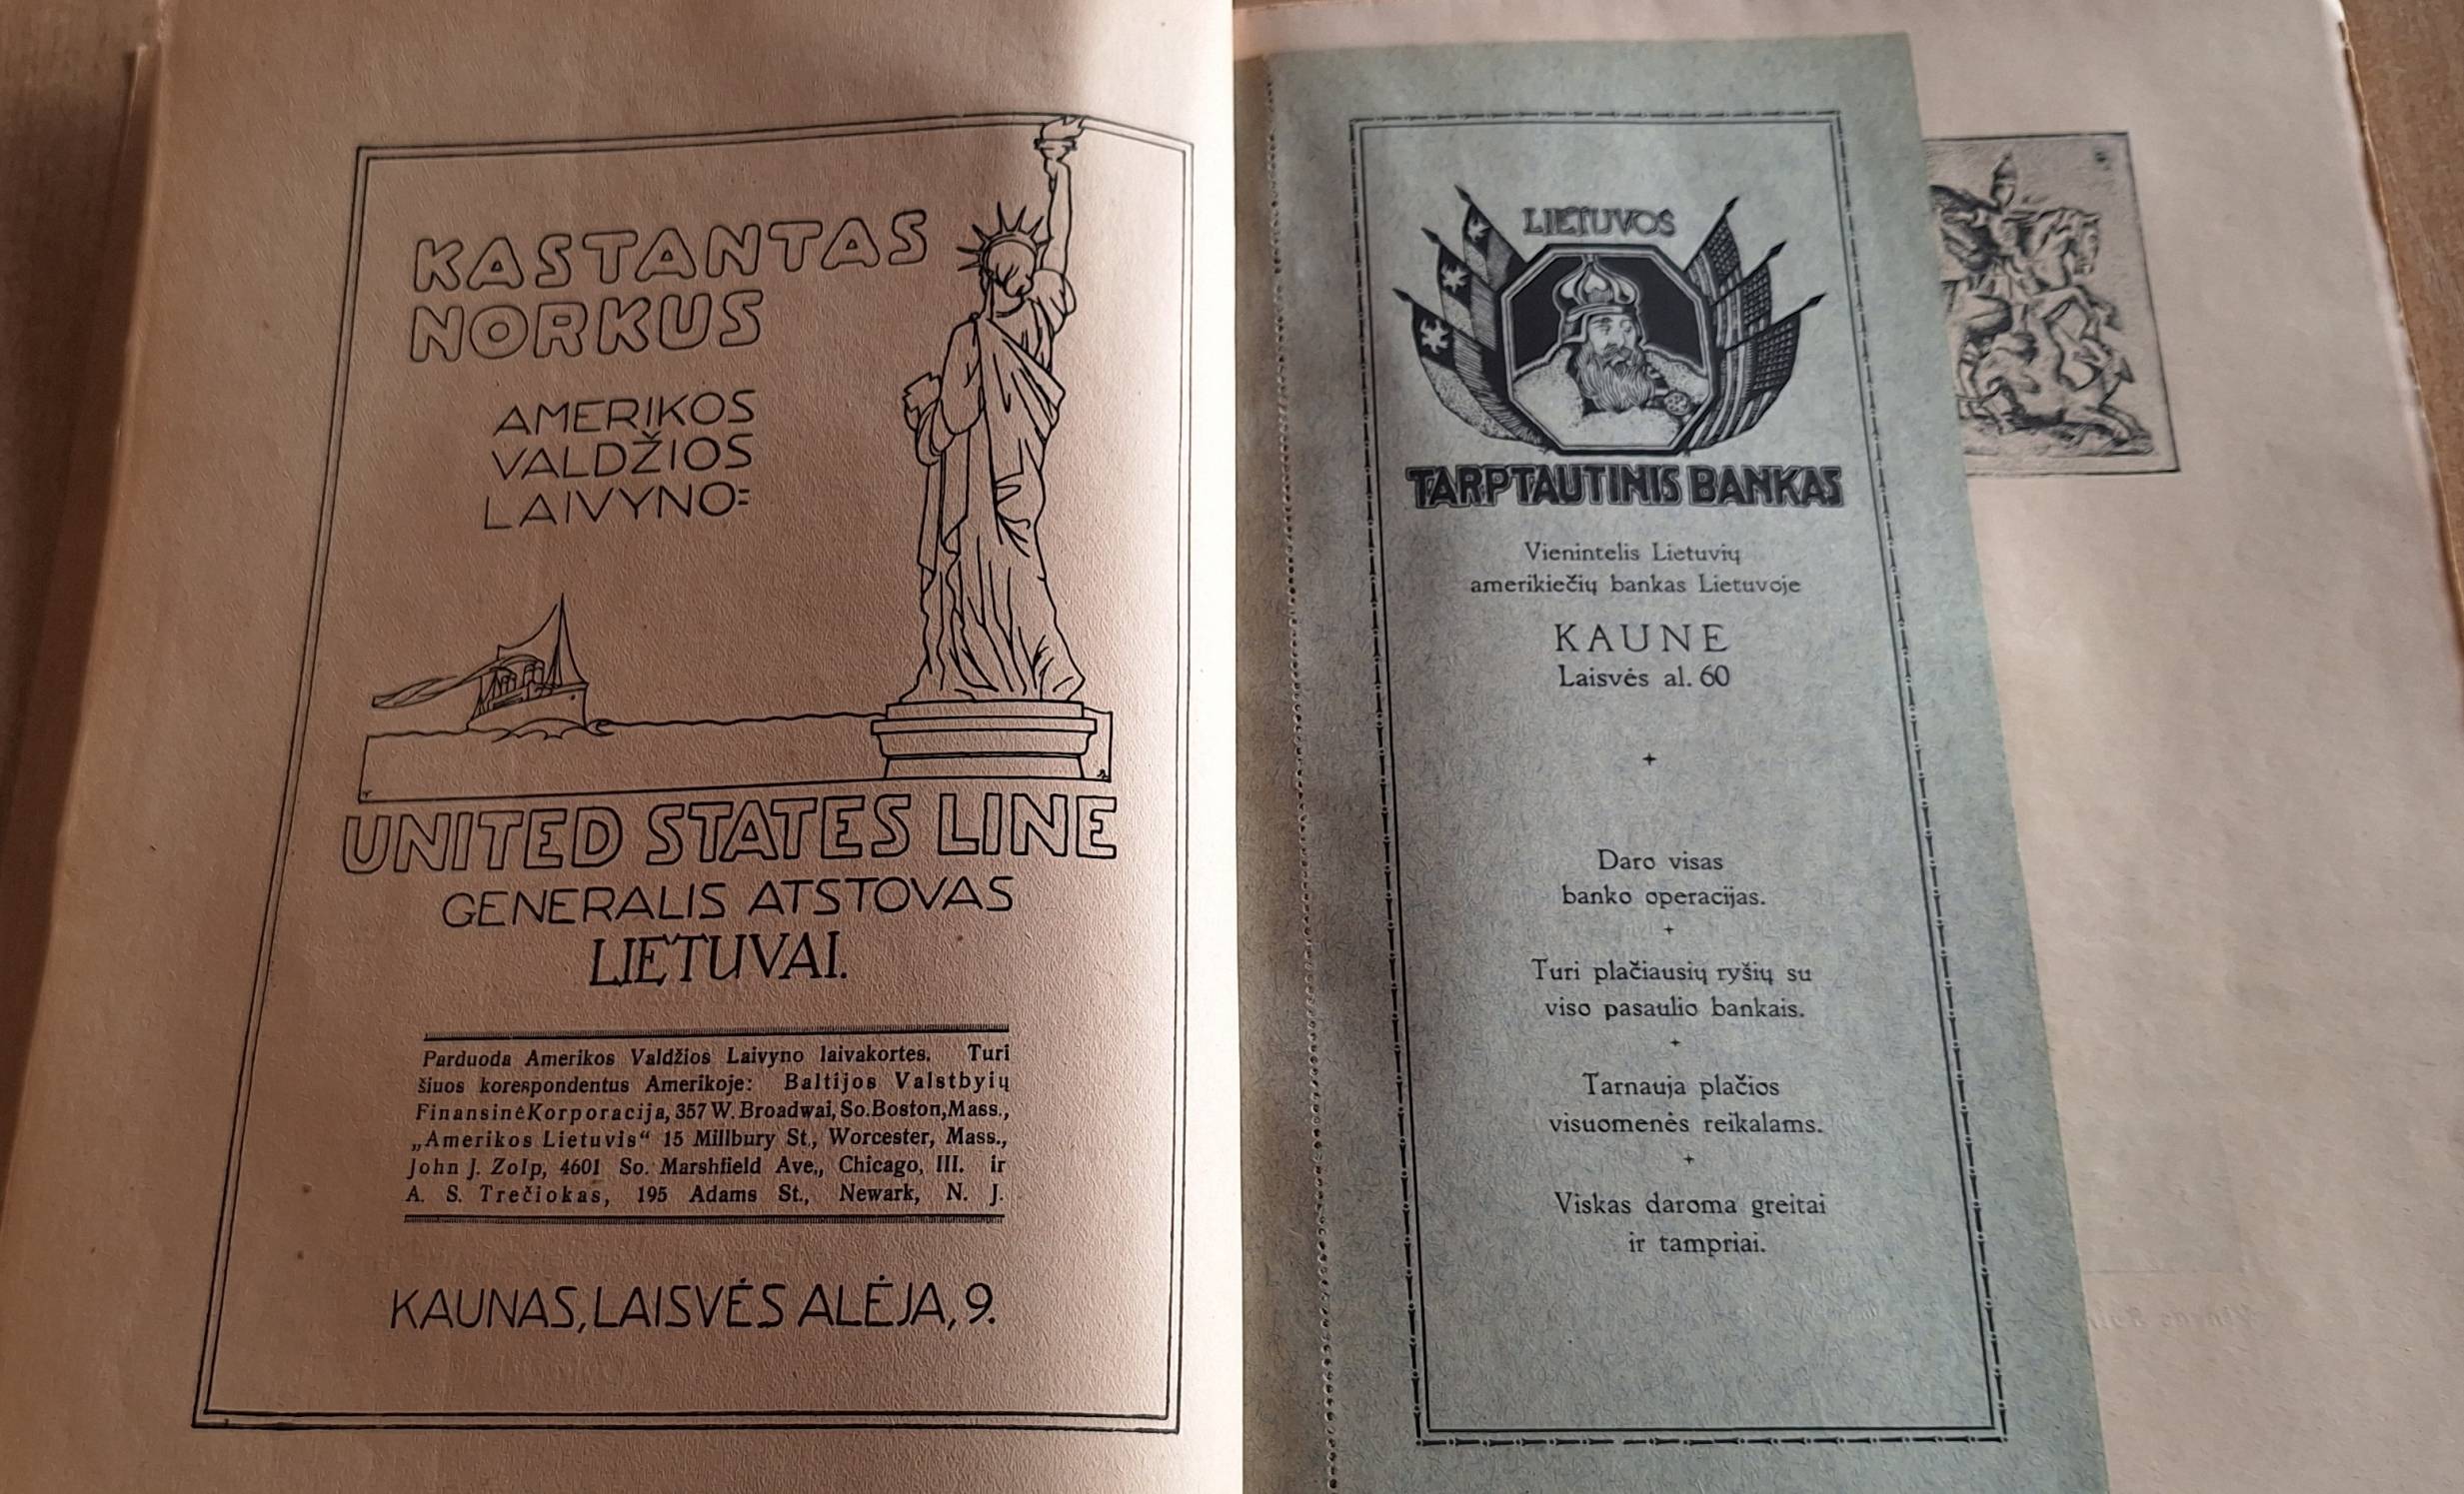 KASTANTAS
NORKUS
AMERIKOS
VALDŽIOS
LAIVYNO=
UNITED STATES LINE
GENERALIS ATSTOVAS
LIETUVAI.
Parduoda Amerikos Valdžios Laivyno laivakortes. Turi
šiuos korespondentus Amerikoje: Baltijos Valstbyių
Finansinė Korporacija, 357 W. Broadwai, So. Boston, Mass.,
„Amerikos Lietuvis“ 15 Millbury St., Worcester, Mass.,
John J. Zolp, 4601 So. Marshfield Ave., Chicago, III. ir
A. S. Trečiokas, 195 Adams St., Newark, N. J.
KAUNAS, LAISVĖS ALĖJA, 9.
LIETUVOS
TARPTAUTINIS BANKAS
Vienintelis Lietuvių
amerikiečių bankas Lietuvoje
KAUNE
Laisvės al. 60
Daro visas
banko operacijas.
Turi plačiausių ryšių su
viso pasaulio bankais.
Tarnauja plačios
visuomenės reikalams.
Viskas daroma greitai
ir tampriai.